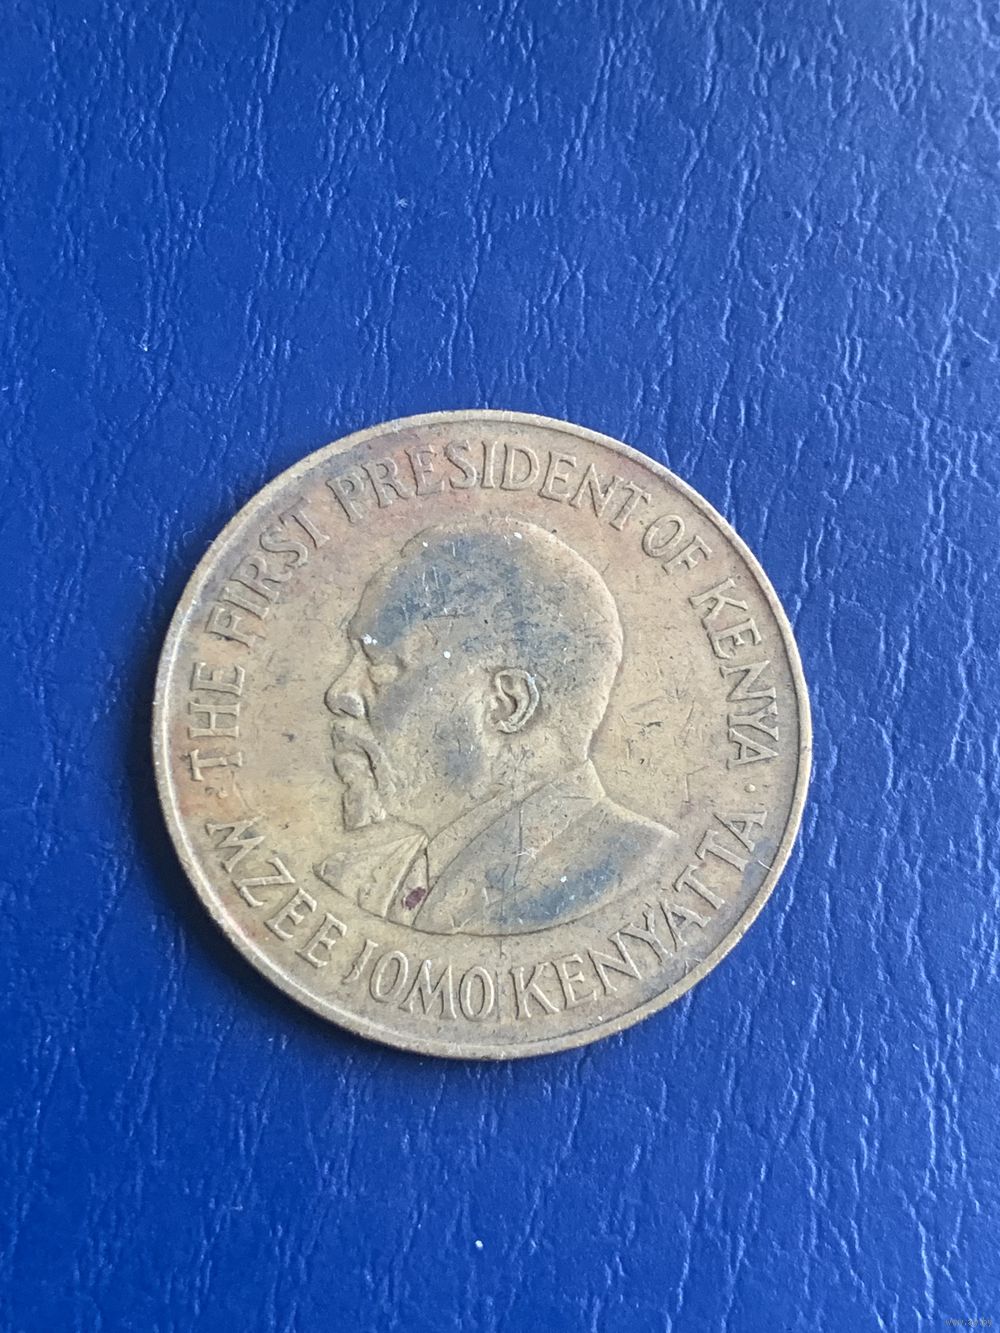 ·THE FIRST PRESIDENT OF KENYA·
MZEE JOMO KENYATTA